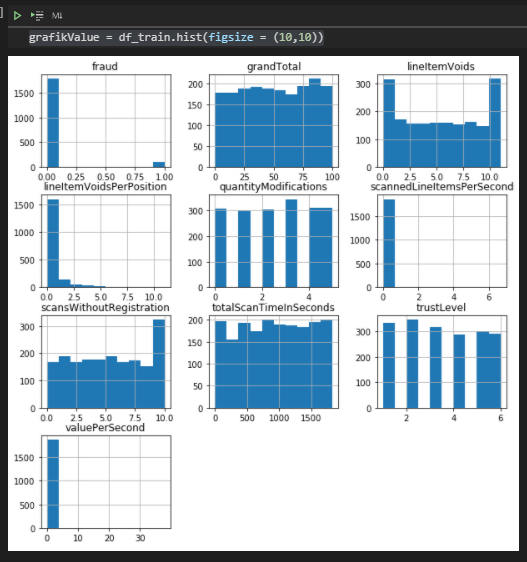 ]
M↓
grafikValue = df_train.hist(figsize = (10,10))
fraud
grandTotal
lineItemVoids
1500
1000
500
0
0.00 0.25 0.50 0.75 1.00
200
150
100
50
0
0 25 50 75 100
300
200
100
0
0.0 2.5 5.0 7.5 10.0
lineItemVoidsPerPosition
quantityModifications
scannedLineItemsPerSecond
1500
1000
500
0
0.0 2.5 5.0 7.5 10.0
300
200
100
0
0 2 4
1500
1000
500
0
0 2 4 6
scansWithoutRegistration
totalScanTimeInSeconds
trustLevel
300
200
100
0
0.0 2.5 5.0 7.5 10.0
200
150
100
50
0
0 500 1000 1500
300
200
100
0
2 4 6
valuePerSecond
1500
1000
500
0
0 10 20 30